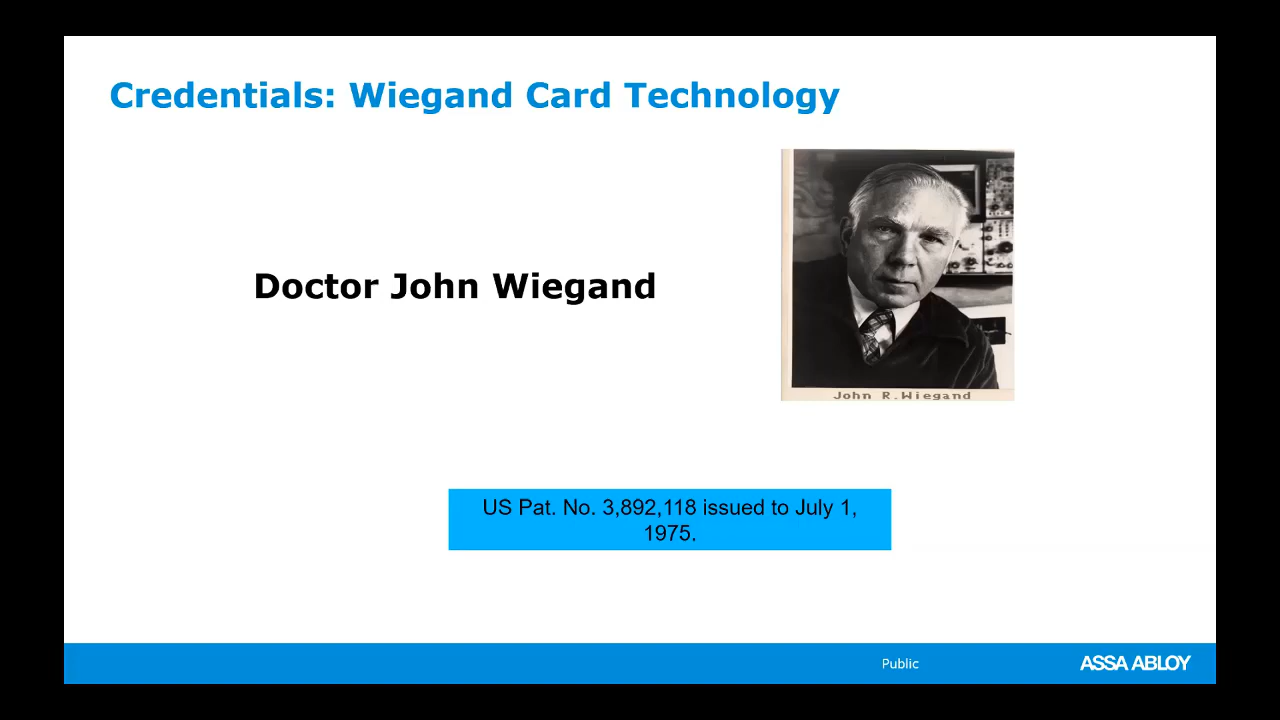 Credentials: Wiegand Card Technology
Doctor John Wiegand
John R.Wiegand
US Pat. No. 3,892,118 issued to July 1,
1975.
Public
ASSA ABLOY